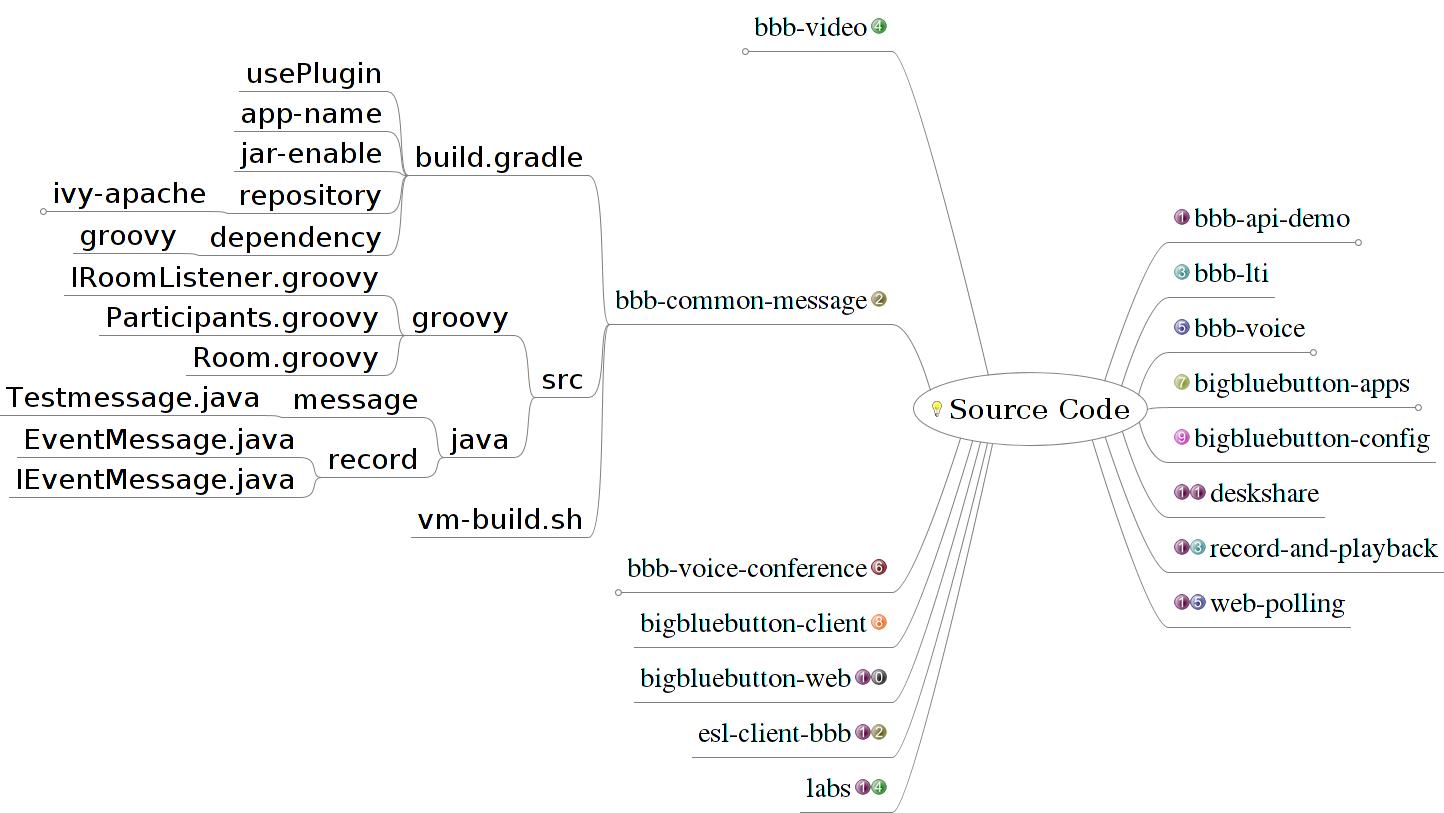 bbb-video 4
usePlugin
app-name
jar-enable
build.gradle
ivy-apache
repository
groovy
dependency
IRoomListener.groovy
Participants.groovy
groovy
Room.groovy
src
Testmessage.java
message
EventMessage.java
record
java
IEventMessage.java
vm-build.sh
bbb-common-message 2
bbb-voice-conference 6
bigbluebutton-client 8
bigbluebutton-web 10
esl-client-bbb 12
labs 14
Source Code
1 bbb-api-demo
3 bbb-lti
5 bbb-voice
7 bigbluebutton-apps
9 bigbluebutton-config
11 deskshare
13 record-and-playback
15 web-polling